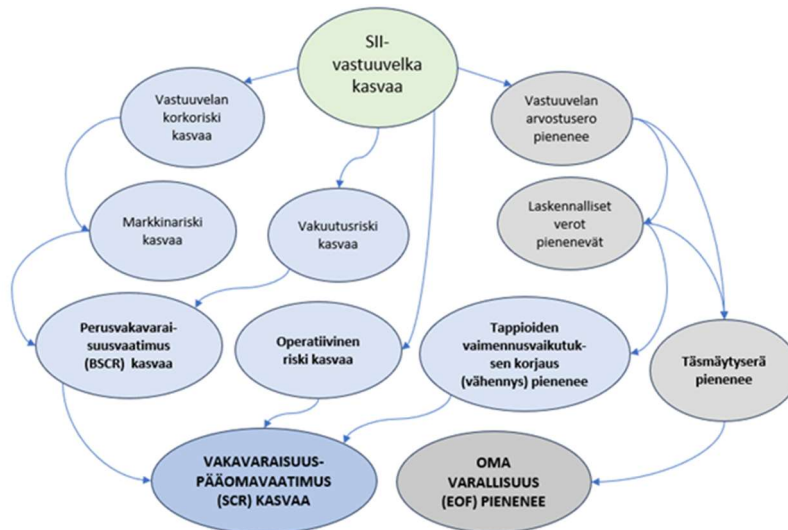 SII-
vastuuvelka
kasvaa
Vastuuvelan
korkoriski
kasvaa
Vastuuvelan
arvostusero
pienenee
Markkinariski
kasvaa
Vakuutusriski
kasvaa
Laskennalliset
verot
pienenevät
Perusvakavarai-
suusvaatimus
(BSCR) kasvaa
Operatiivinen
riski kasvaa
Tappioiden
vaimennusvaikutuk-
sen korjaus
(vähennys) pienenee
Täsmäytyserä
pienenee
VAKAVARAISUUS-
PÄÄOMAVAATIMUS
(SCR) KASVAA
OMA
VARALLISUUS
(EOF) PIENENEE